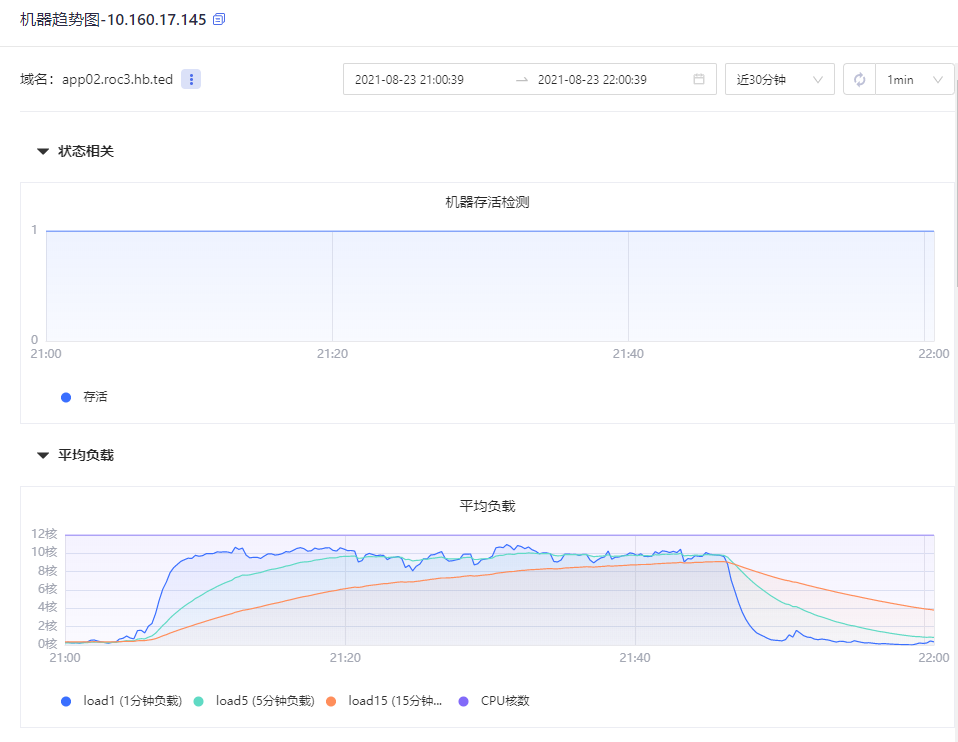 机器趋势图-10.160.17.145
域名：app02.roc3.hb.ted
2021-08-23 21:00:39 → 2021-08-23 22:00:39 近30分钟 1min
状态相关
机器存活检测
1
0
21:00 21:20 21:40 22:00
存活
平均负载
平均负载
12核
10核
8核
6核
4核
2核
0核
21:00 21:20 21:40 22:00
load1 (1分钟负载) load5 (5分钟负载) load15 (15分钟... CPU核数